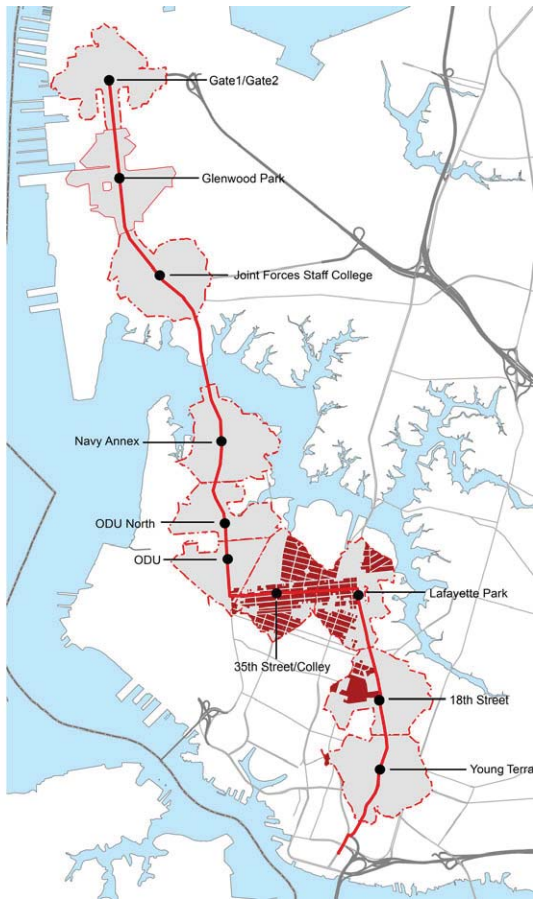 Gate1/Gate2
Glenwood Park
Joint Forces Staff College
Navy Annex
ODU North
ODU
Lafayette Park
35th Street/Colley
18th Street
Young Terra